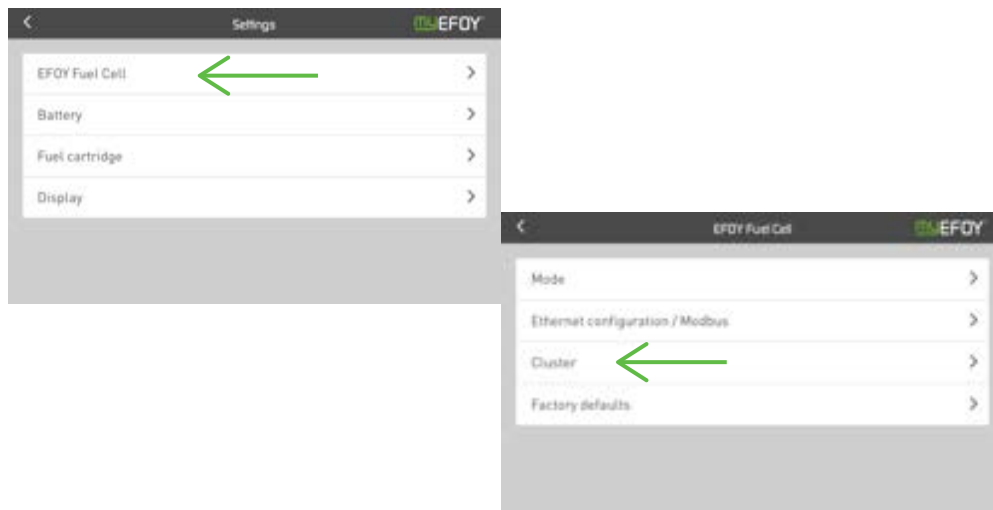 Settings
myEFOY
EFOY Fuel Cell
Battery
Fuel cartridge
Display
EFOY Fuel Cell
myEFOY
Mode
Ethernet configuration / Modbus
Cluster
Factory defaults